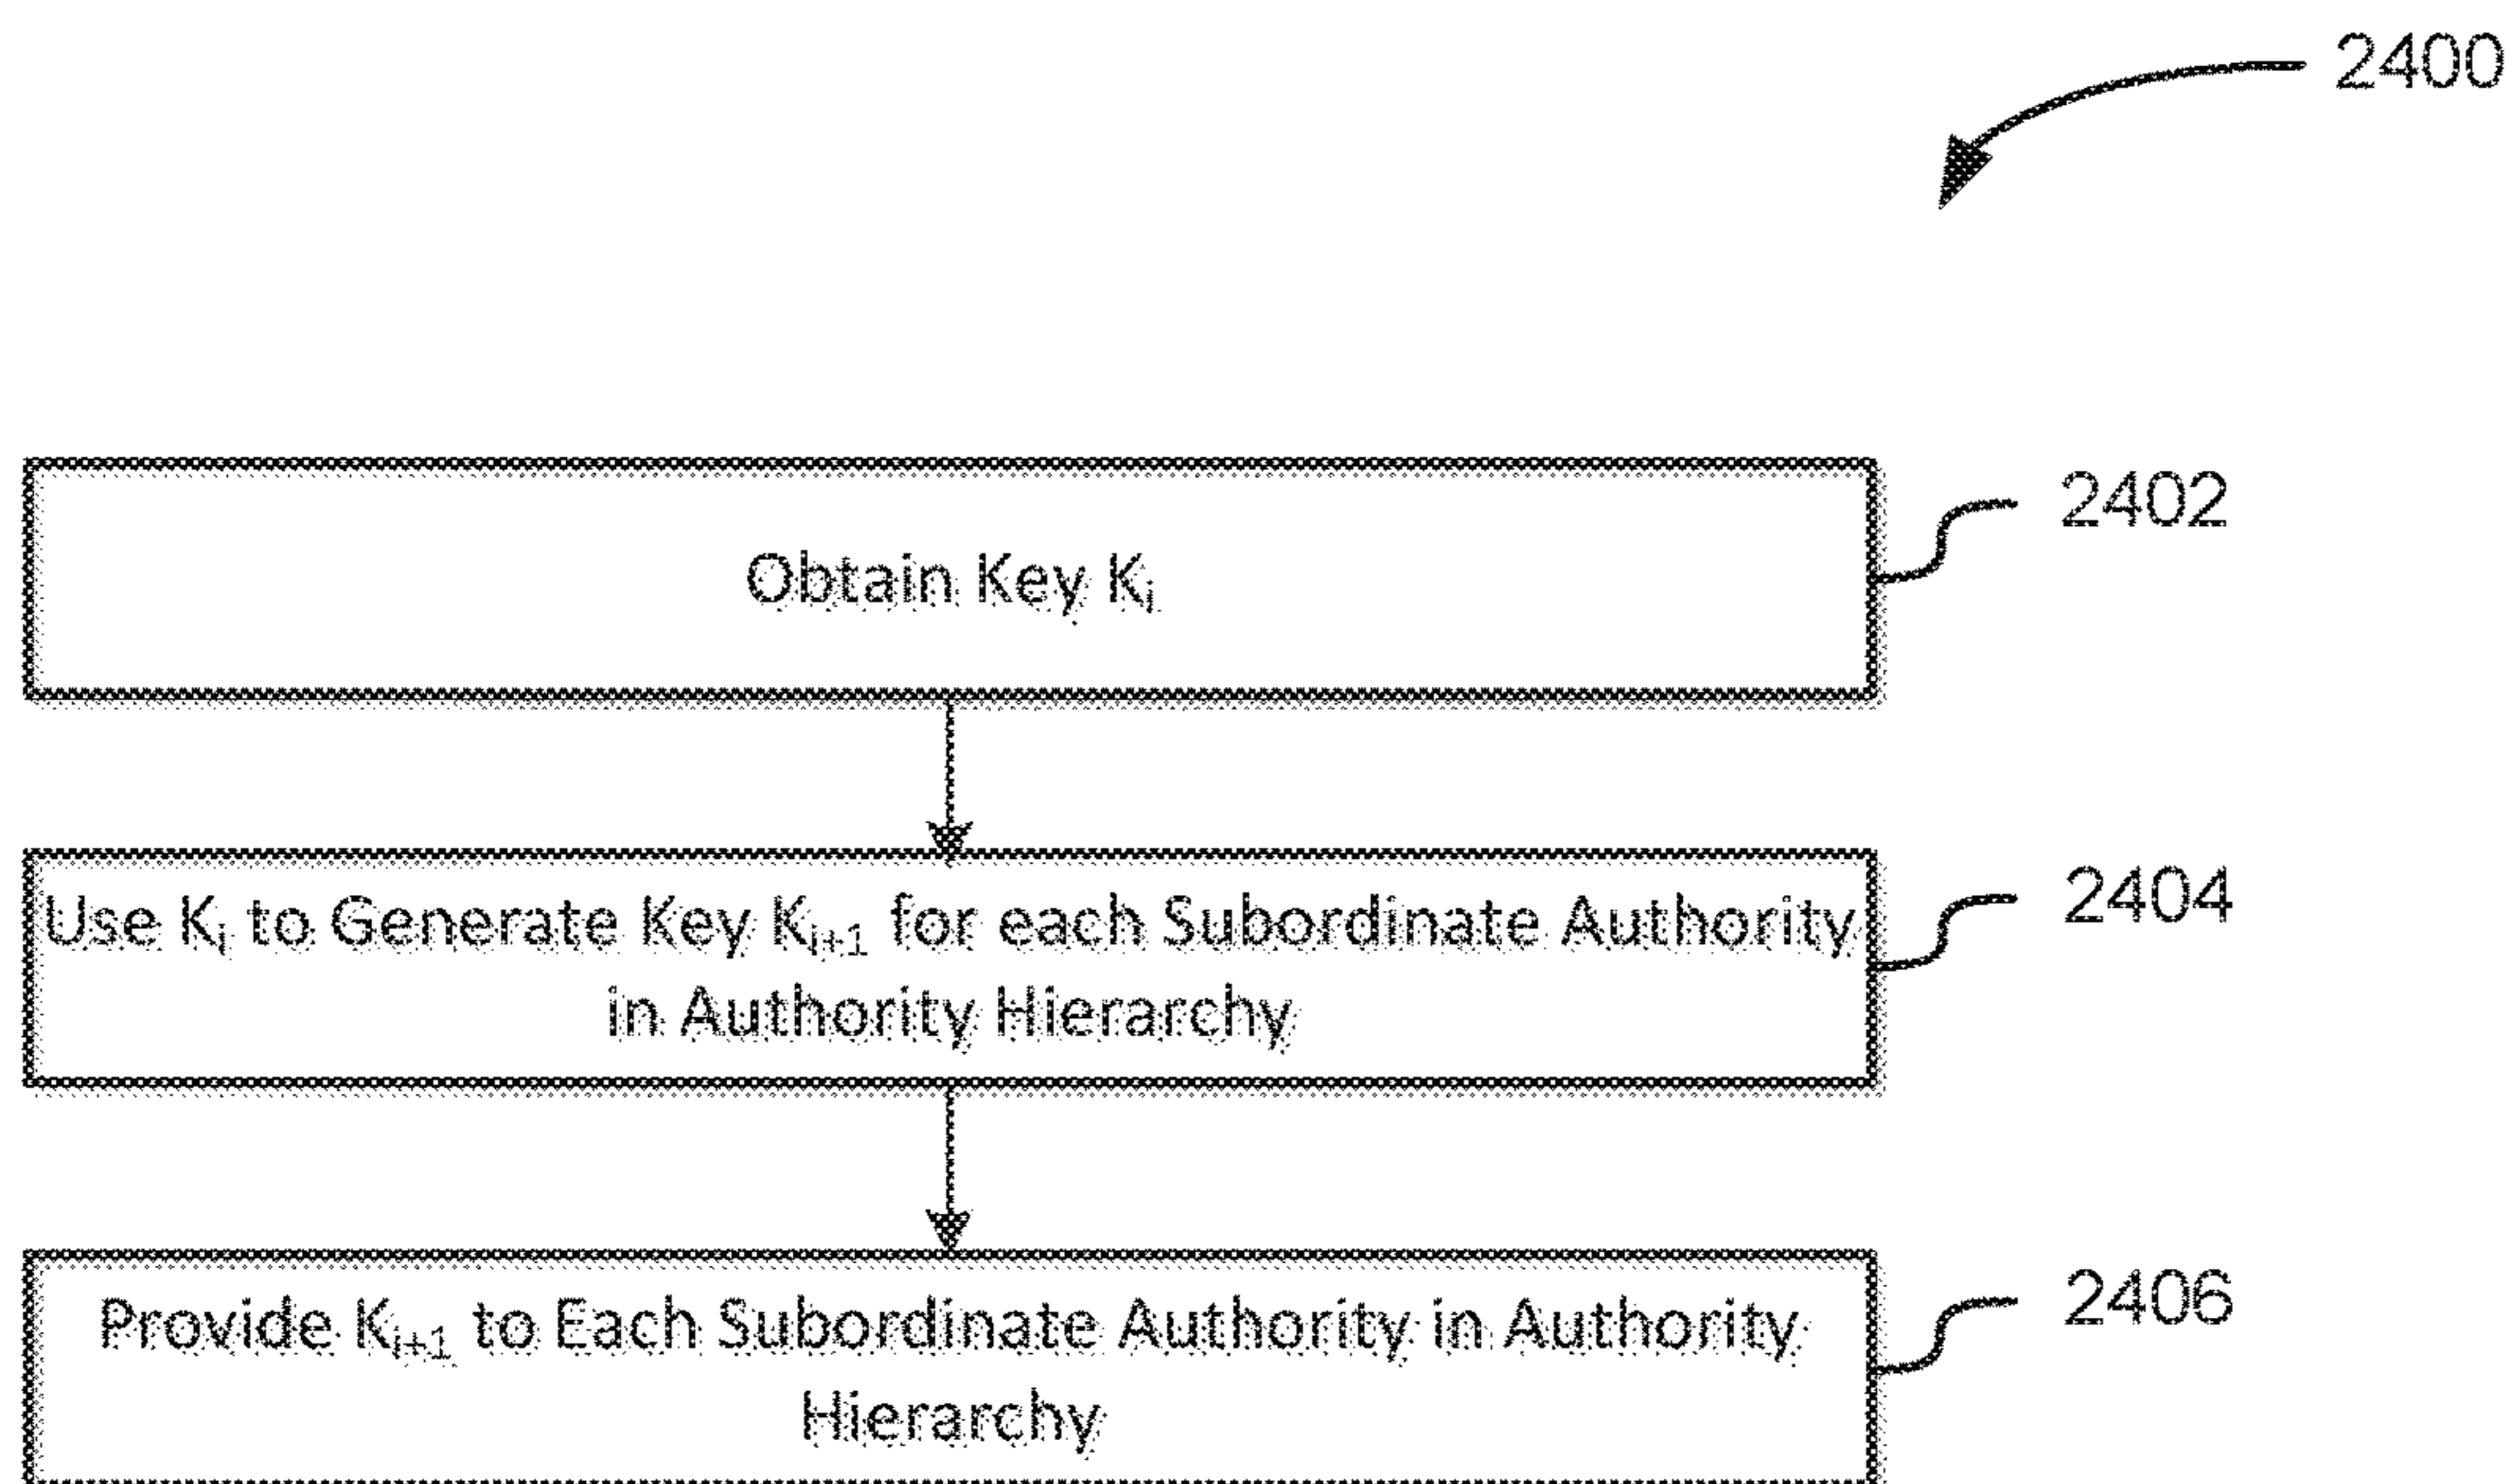 2400
Obtain Key Kᵢ
2402
Use Kᵢ to Generate Key Kᵢ₊₁ for each Subordinate Authority
in Authority Hierarchy
2404
Provide Kᵢ₊₁ to Each Subordinate Authority in Authority
Hierarchy
2406